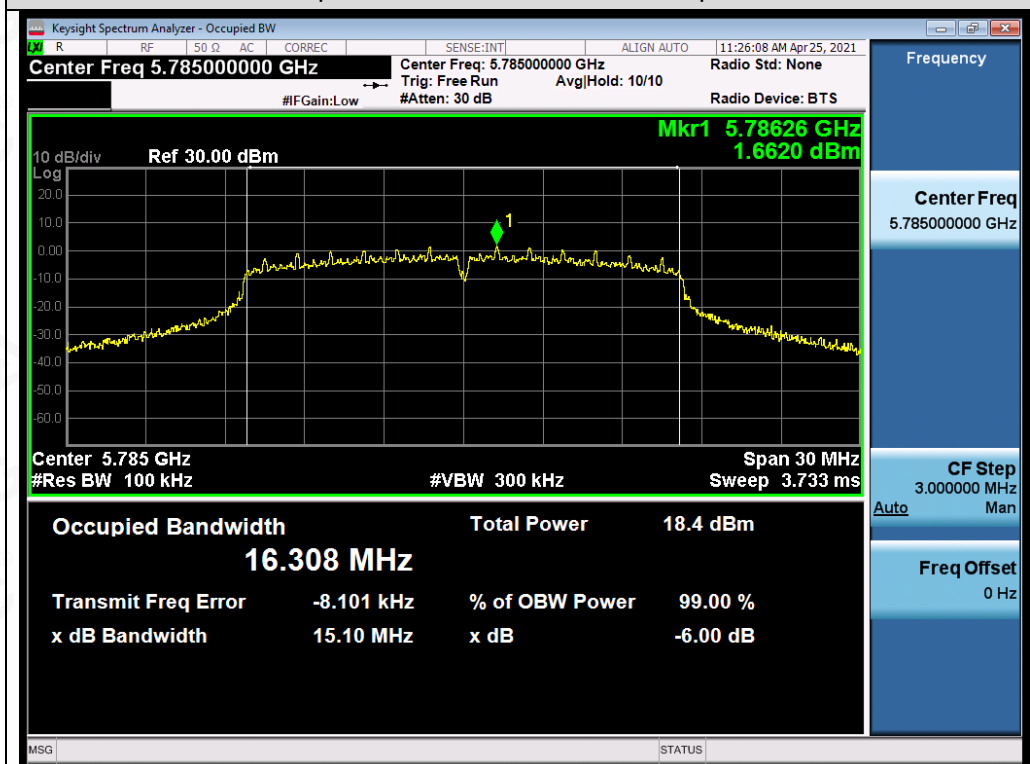 Keysight Spectrum Analyzer - Occupied BW
LXI R RF 50 Ω AC CORREC SENSE:INT ALIGN AUTO 11:26:08 AM Apr 25, 2021
Center Freq 5.785000000 GHz
Center Freq: 5.785000000 GHz Radio Std: None
Trig: Free Run Avg|Hold: 10/10
#IFGain:Low #Atten: 30 dB Radio Device: BTS
Mkr1 5.78626 GHz
1.6620 dBm
10 dB/div Ref 30.00 dBm
Log
20.0
10.0
0.00
-10.0
-20.0
-30.0
-40.0
-50.0
-60.0
1
Center 5.785 GHz Span 30 MHz
#Res BW 100 kHz #VBW 300 kHz Sweep 3.733 ms
Occupied Bandwidth Total Power 18.4 dBm
16.308 MHz
Transmit Freq Error -8.101 kHz % of OBW Power 99.00 %
x dB Bandwidth 15.10 MHz x dB -6.00 dB
Frequency
Center Freq
5.785000000 GHz
CF Step
3.000000 MHz
Auto Man
Freq Offset
0 Hz
MSG STATUS